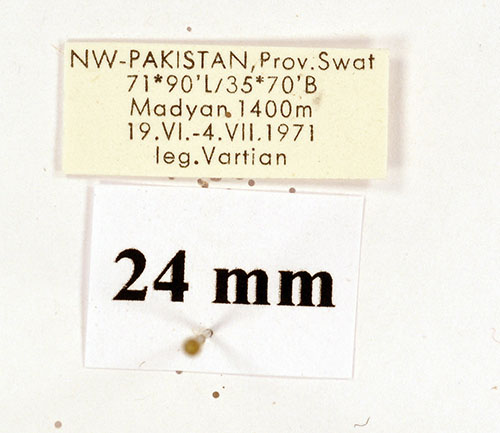 NW-PAKISTAN, Prov.Swat
71*90'L/35*70'B
Madyan 1400m
19.VI.-4.VII.1971
leg.Vartian
24 mm